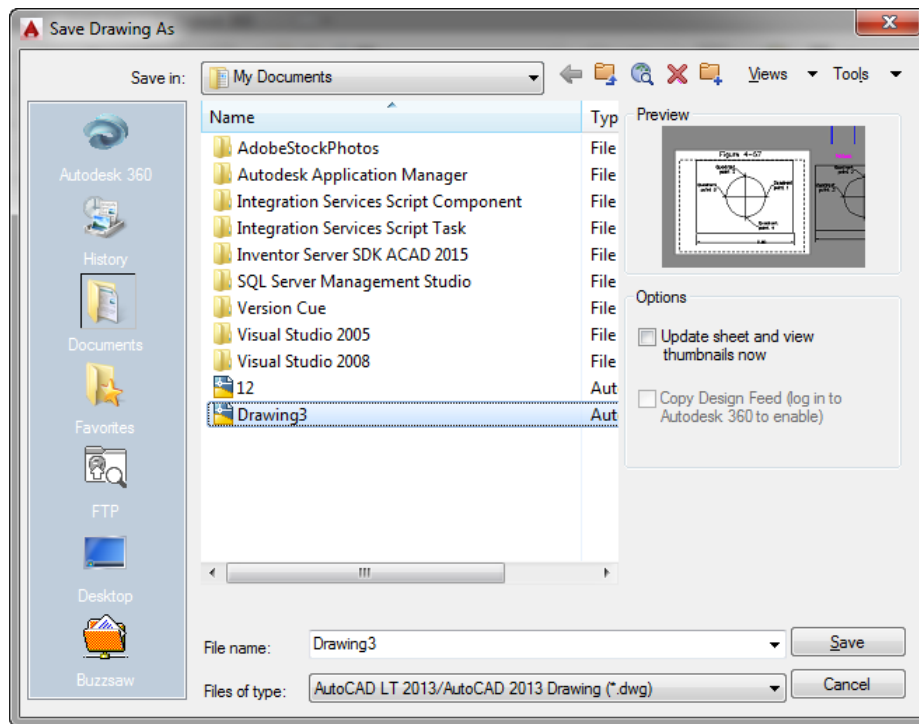 Save Drawing As
Save in:
My Documents
Views
Tools
Autodesk 360
History
Documents
Favorites
FTP
Desktop
Buzzsaw
Name
Typ
AdobeStockPhotos
File
Autodesk Application Manager
File
Integration Services Script Component
File
Integration Services Script Task
File
Inventor Server SDK ACAD 2015
File
SQL Server Management Studio
File
Version Cue
File
Visual Studio 2005
File
Visual Studio 2008
File
12
Aut
Drawing3
Aut
Preview
Figure 4-67
Options
Update sheet and view
thumbnails now
Copy Design Feed (log in to
Autodesk 360 to enable)
File name:
Drawing3
Save
Files of type:
AutoCAD LT 2013/AutoCAD 2013 Drawing (*.dwg)
Cancel